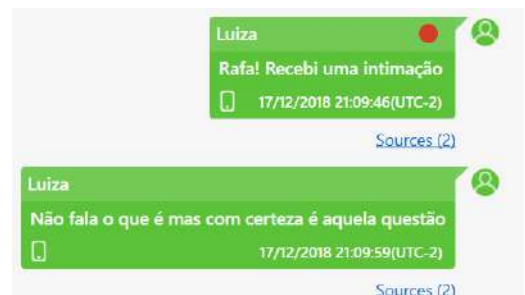 Luiza
Rafa! Recebi uma intimação
17/12/2018 21:09:46(UTC-2)
Sources (2)
Luiza
Não fala o que é mas com certeza é aquela questão
17/12/2018 21:09:59(UTC-2)
Sources (2)